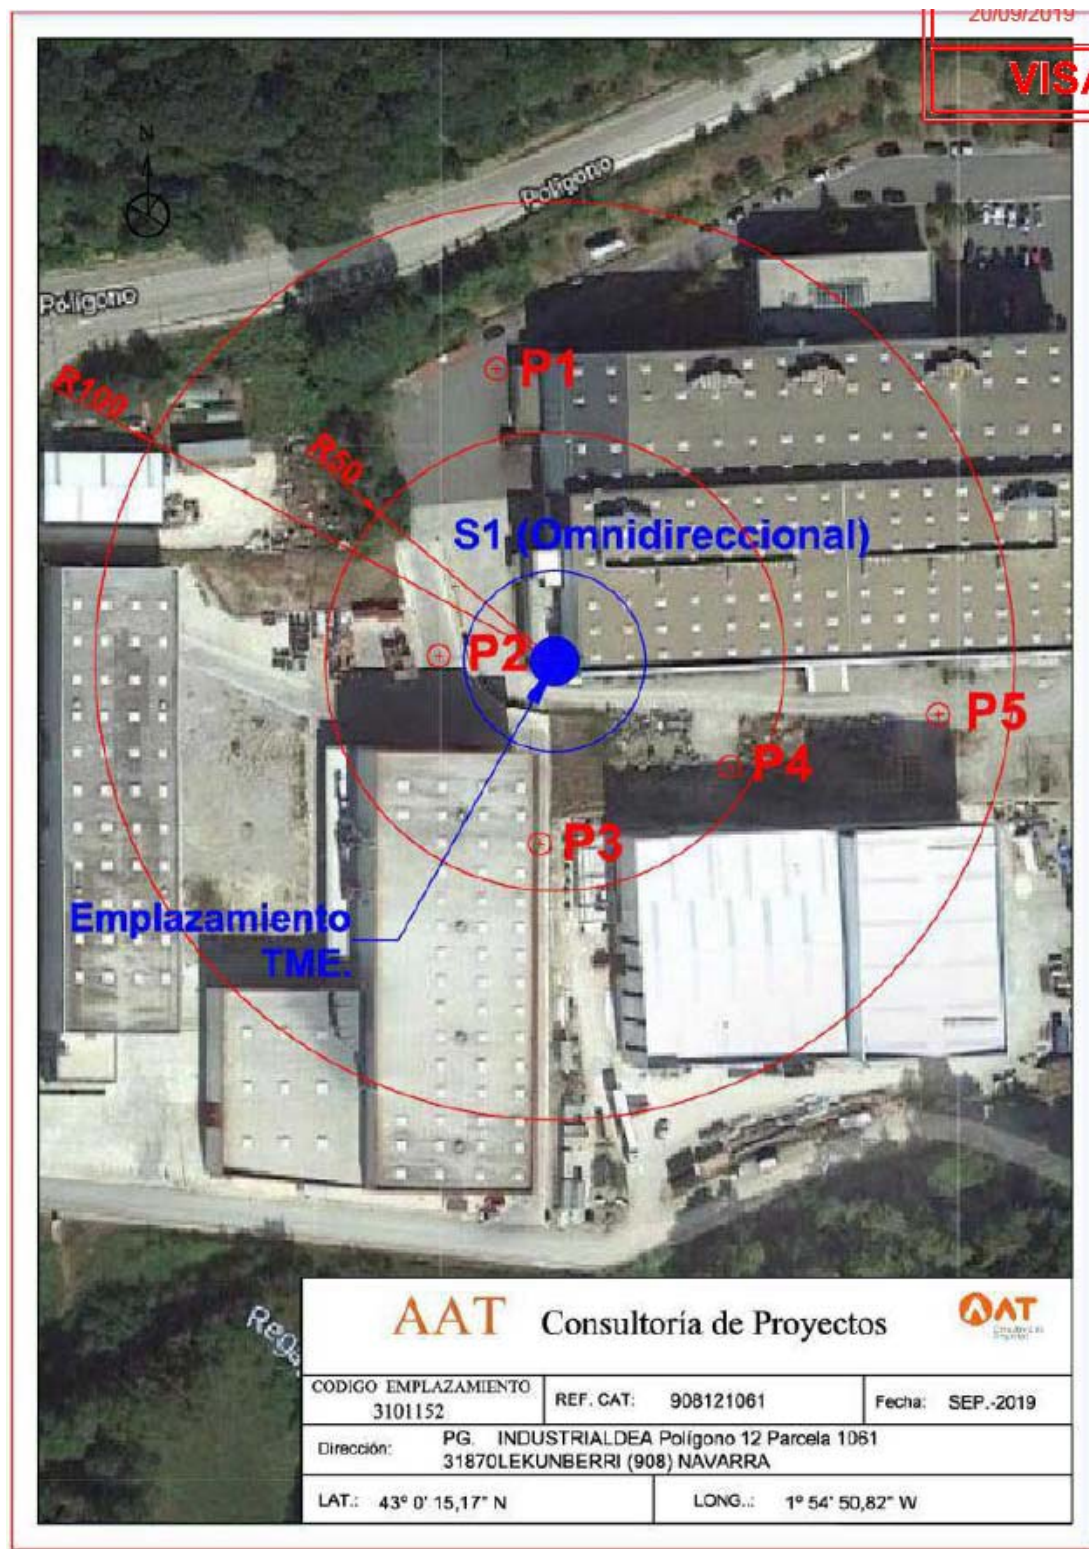 20/09/2019
VISA
N
Polígono
Polígono
P1
R100
R50
S1 (Omnidireccional)
P2
P5
P4
P3
Emplazamiento
TME.
Rega
AAT Consultoría de Proyectos
AAT
CODIGO EMPLAZAMIENTO
3101152
REF. CAT: 908121061
Fecha: SEP.-2019
Dirección: PG. INDUSTRIALDEA Polígono 12 Parcela 1061
31870LEKUNBERRI (908) NAVARRA
LAT.: 43° 0' 15,17" N
LONG..: 1° 54' 50,82" W